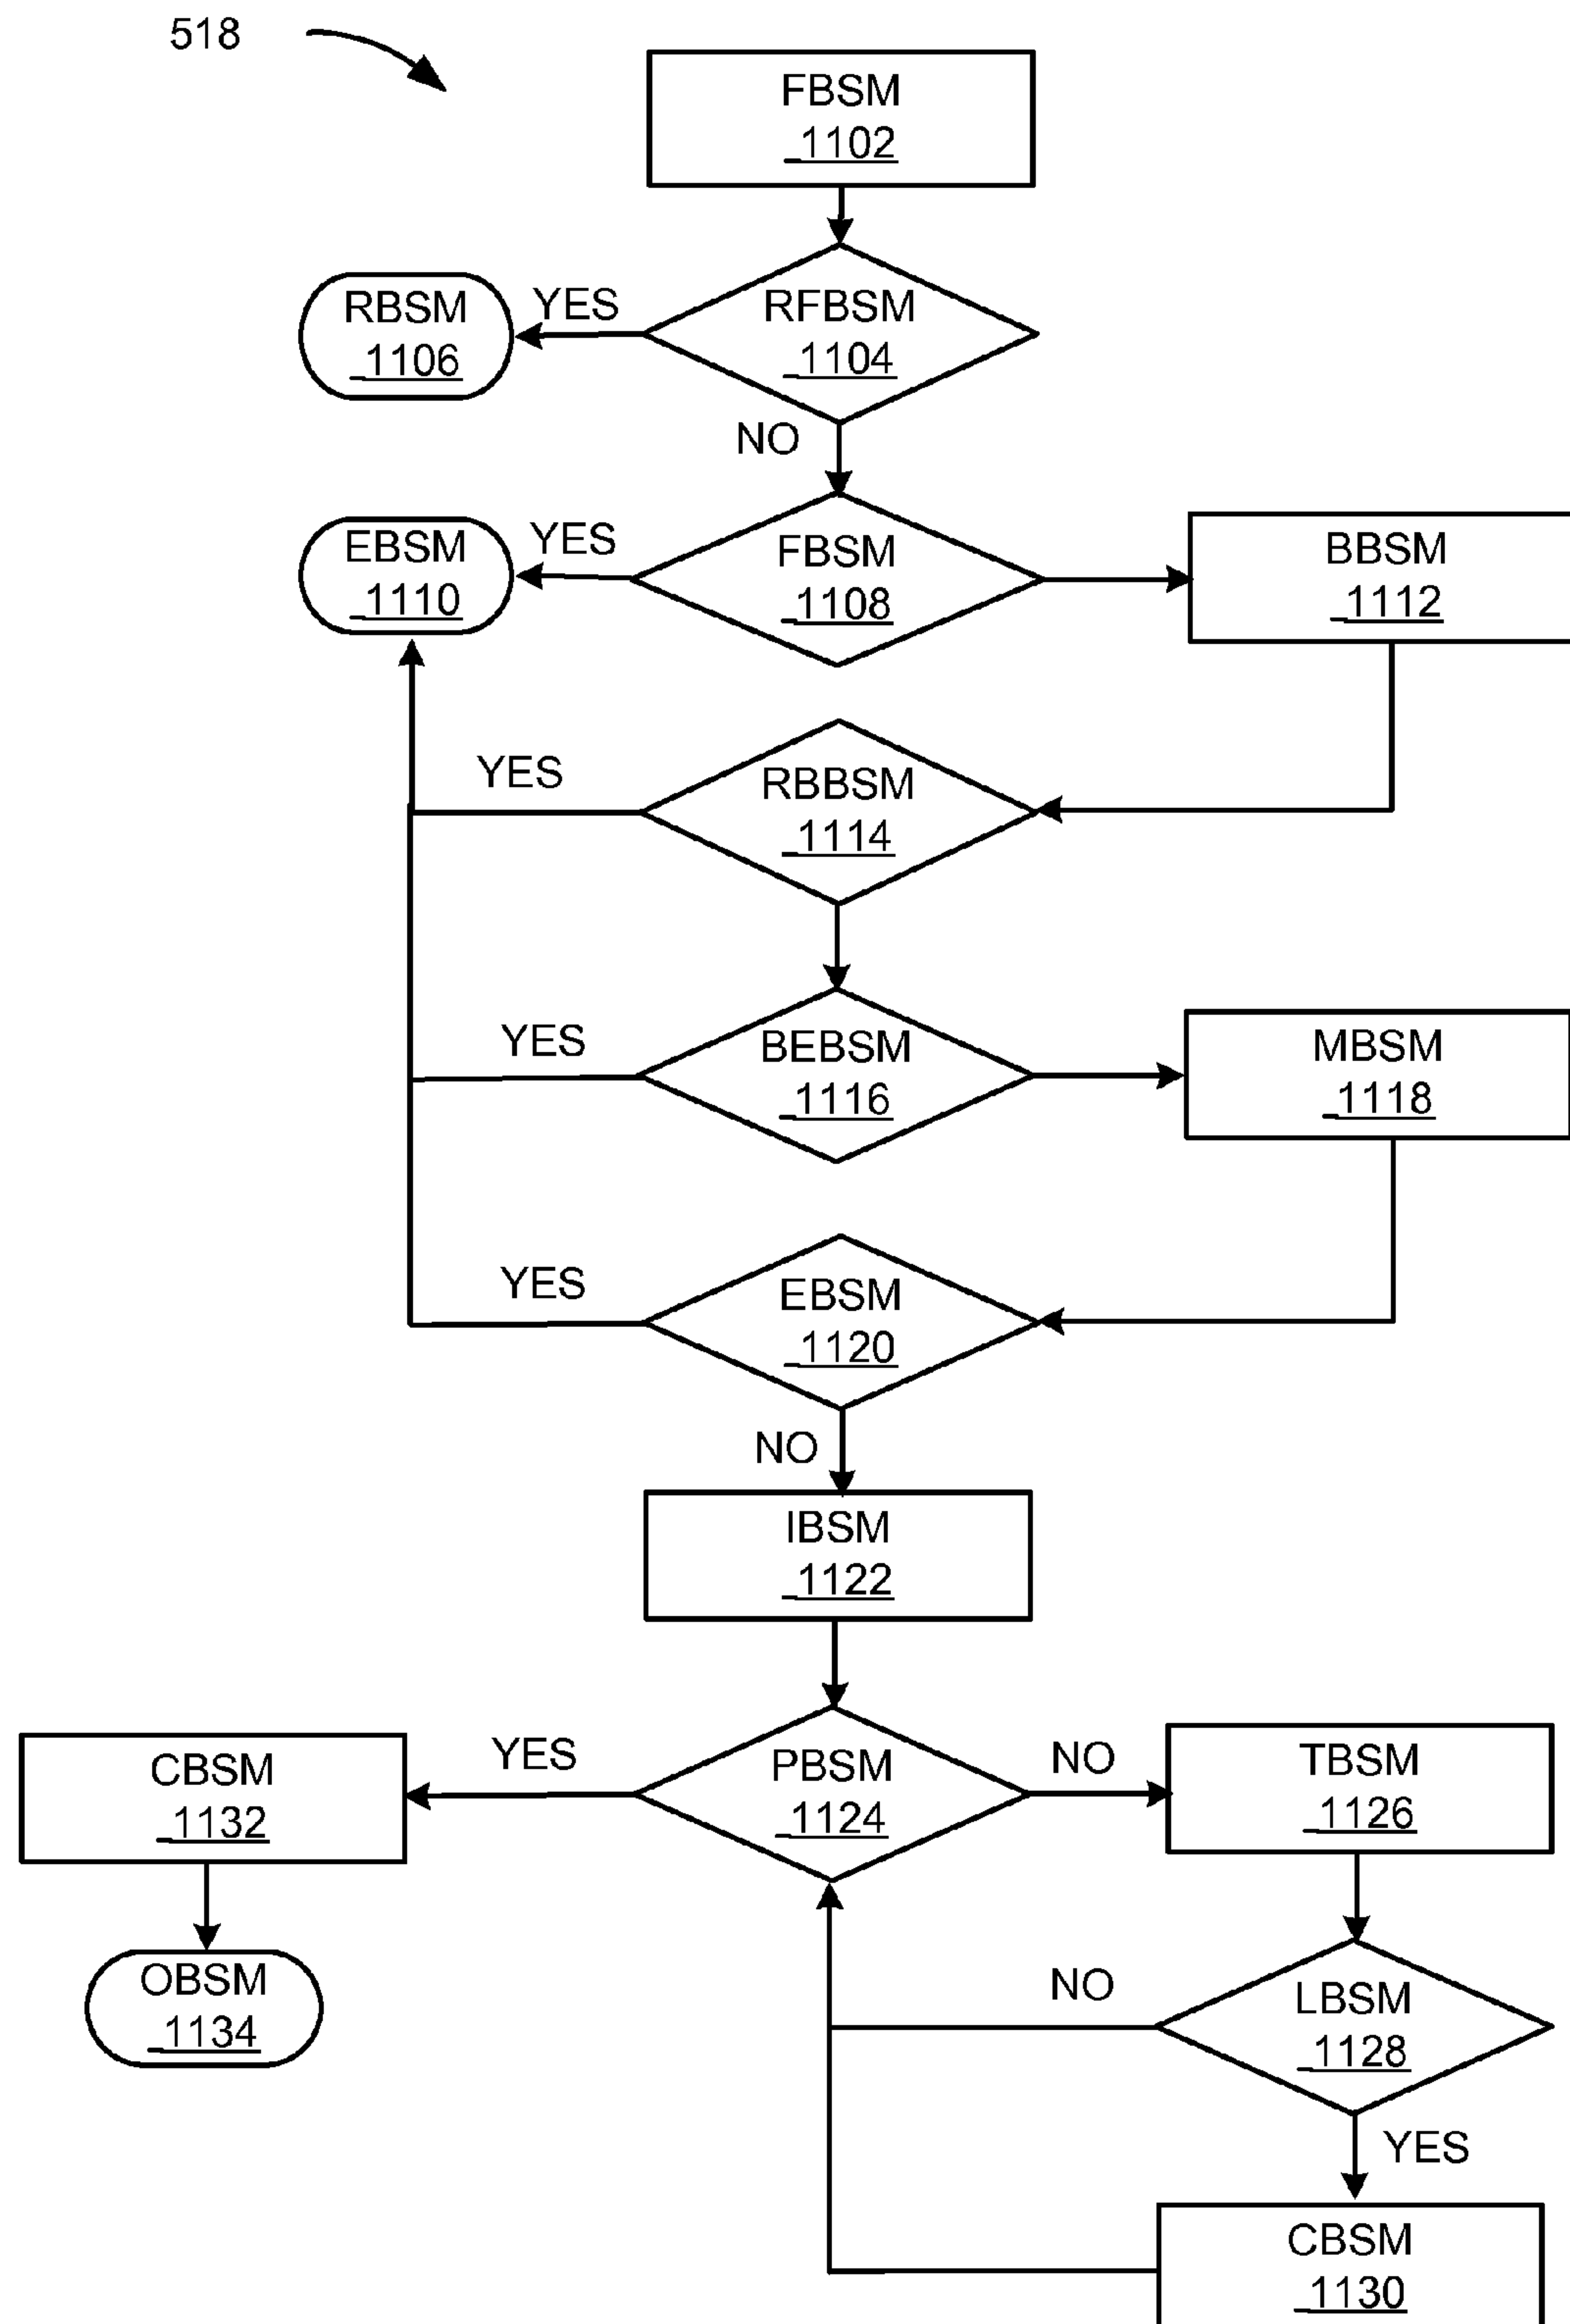 518
FBSM
1102
RBSM
1106
YES
RFBSM
1104
NO
EBSM
1110
YES
FBSM
1108
BBSM
1112
YES
RBBSM
1114
YES
BEBSM
1116
MBSM
1118
YES
EBSM
1120
NO
IBSM
1122
CBSM
1132
YES
PBSM
1124
NO
TBSM
1126
OBSM
1134
NO
LBSM
1128
YES
CBSM
1130